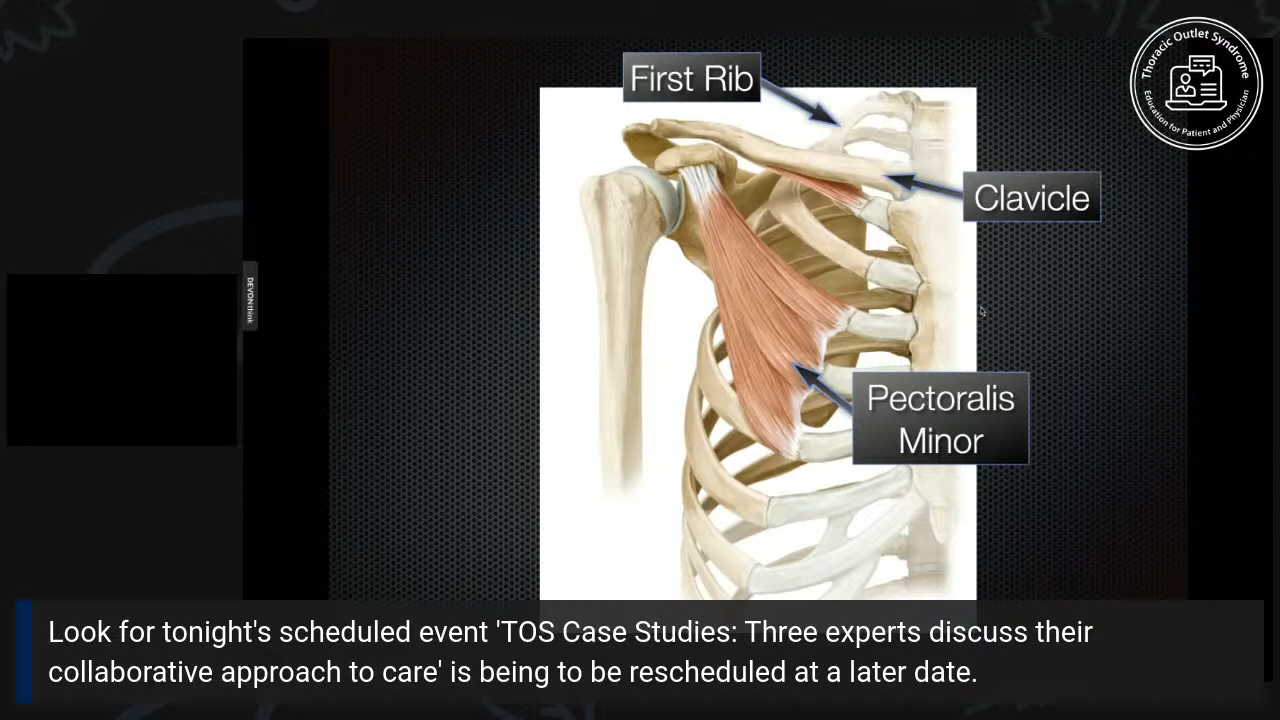 First Rib
Thoracic Outlet Syndrome
Education for Patient and Physician
Clavicle
DEVONthink
Pectoralis
Minor
Look for tonight's scheduled event 'TOS Case Studies: Three experts discuss their
collaborative approach to care' is being to be rescheduled at a later date.